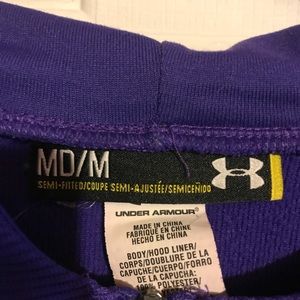 MD/M
SEMI-FITTED/COUPE SEMI-AJUSTÉE/SEMICEÑIDO
UNDER ARMOUR
MADE IN CHINA
FABRIQUÉ EN CHINE
HECHO EN CHINA
BODY/HOOD LINER/
CORPS/DOUBLURE DE LA
CAPUCHE/CUERPO/FORRO
DE LA CAPUCHA:
100% POLYESTER/